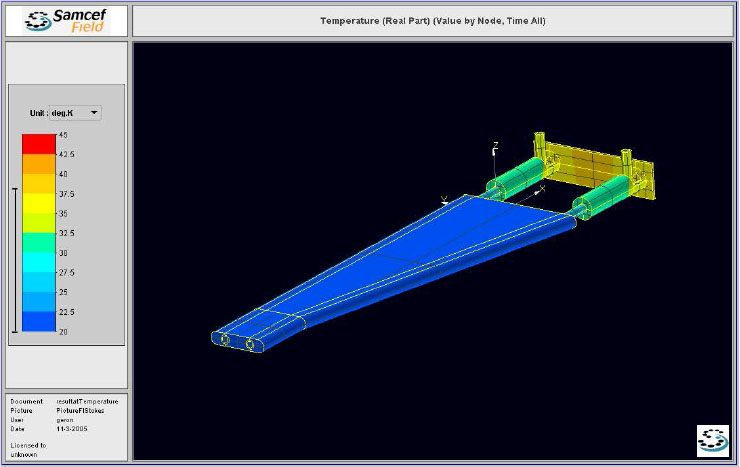 Samcef
Field
Temperature (Real Part) (Value by Node, Time All)
Unit : deg.K
45
42.5
40
37.5
35
32.5
30
27.5
25
22.5
20
Z
X
Y
Document resultatTemperature
Picture PictureFIStokes
User geron
Date 11-3-2005
Licensed to
unknown